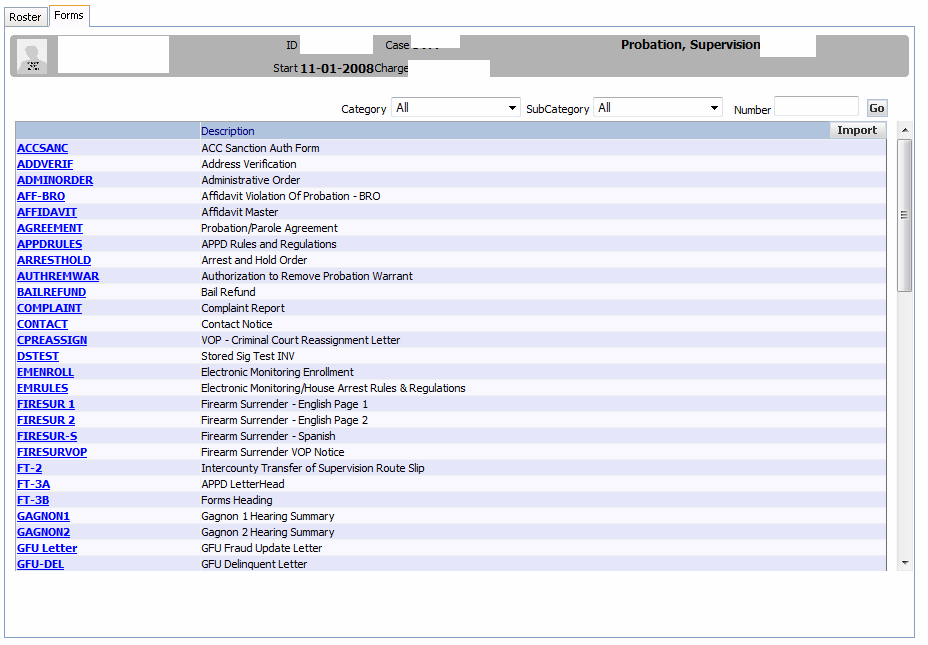 Roster Forms
ID Case Probation, Supervision
Start 11-01-2008 Charge
Category All SubCategory All Number Go
Description Import
ACCSANC ACC Sanction Auth Form
ADDVERIF Address Verification
ADMINORDER Administrative Order
AFF-BRO Affidavit Violation Of Probation - BRO
AFFIDAVIT Affidavit Master
AGREEMENT Probation/Parole Agreement
APPDRULES APPD Rules and Regulations
ARRESTHOLD Arrest and Hold Order
AUTHREMWAR Authorization to Remove Probation Warrant
BAILREFUND Bail Refund
COMPLAINT Complaint Report
CONTACT Contact Notice
CPREASSIGN VOP - Criminal Court Reassignment Letter
DSTEST Stored Sig Test INV
EMENROLL Electronic Monitoring Enrollment
EMRULES Electronic Monitoring/House Arrest Rules & Regulations
FIRESUR 1 Firearm Surrender - English Page 1
FIRESUR 2 Firearm Surrender - English Page 2
FIRESUR-S Firearm Surrender - Spanish
FIRESURVOP Firearm Surrender VOP Notice
FT-2 Intercounty Transfer of Supervision Route Slip
FT-3A APPD LetterHead
FT-3B Forms Heading
GAGNON1 Gagnon 1 Hearing Summary
GAGNON2 Gagnon 2 Hearing Summary
GFU Letter GFU Fraud Update Letter
GFU-DEL GFU Delinquent Letter